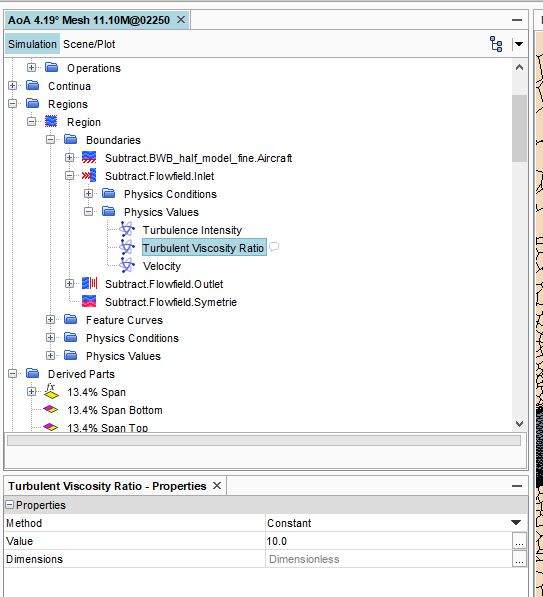 AoA 4.19° Mesh 11.10M@02250
Simulation Scene/Plot
Operations
Continua
Regions
Region
Boundaries
Subtract.BWB_half_model_fine.Aircraft
Subtract.Flowfield.Inlet
Physics Conditions
Physics Values
Turbulence Intensity
Turbulent Viscosity Ratio
Velocity
Subtract.Flowfield.Outlet
Subtract.Flowfield.Symetrie
Feature Curves
Physics Conditions
Physics Values
Derived Parts
fx
13.4% Span
13.4% Span Bottom
13.4% Span Top
Turbulent Viscosity Ratio - Properties
Properties
Method Constant
Value 10.0 ...
Dimensions Dimensionless ...